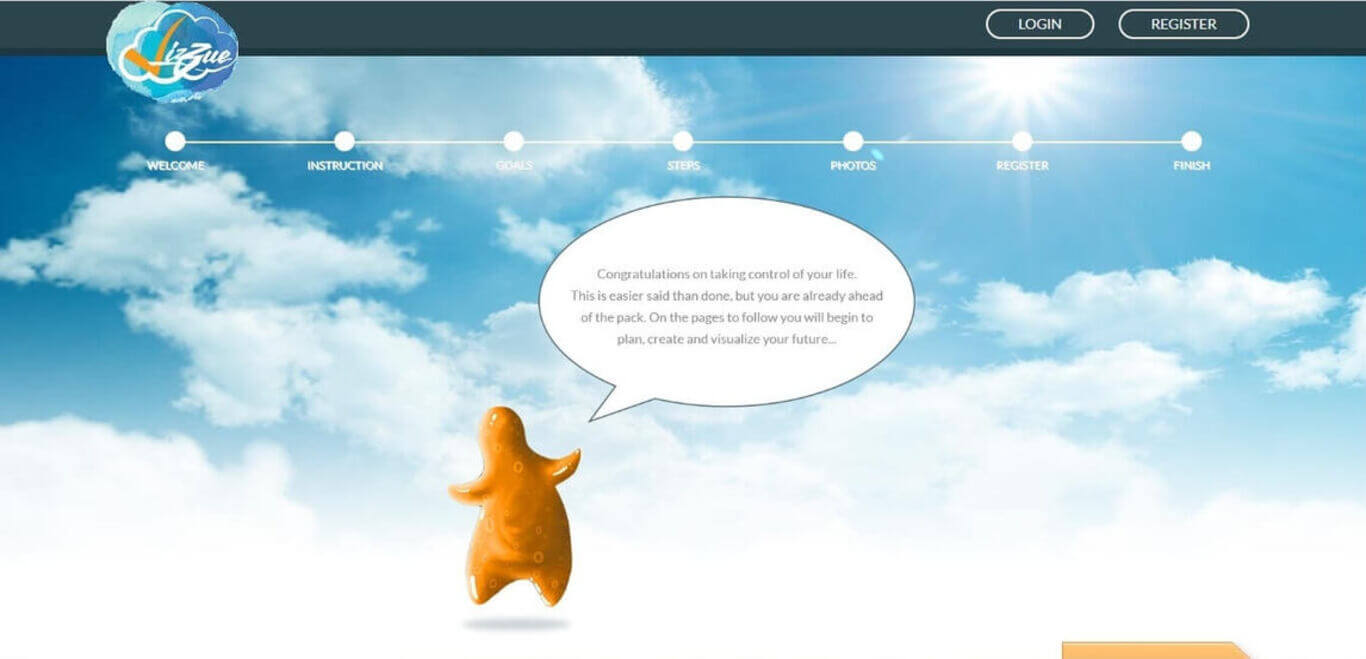 LOGIN
REGISTER
VizZue
WELCOME
INSTRUCTION
GOALS
STEPS
PHOTOS
REGISTER
FINISH
Congratulations on taking control of your life.
This is easier said than done, but you are already ahead
of the pack. On the pages to follow you will begin to
plan, create and visualize your future...